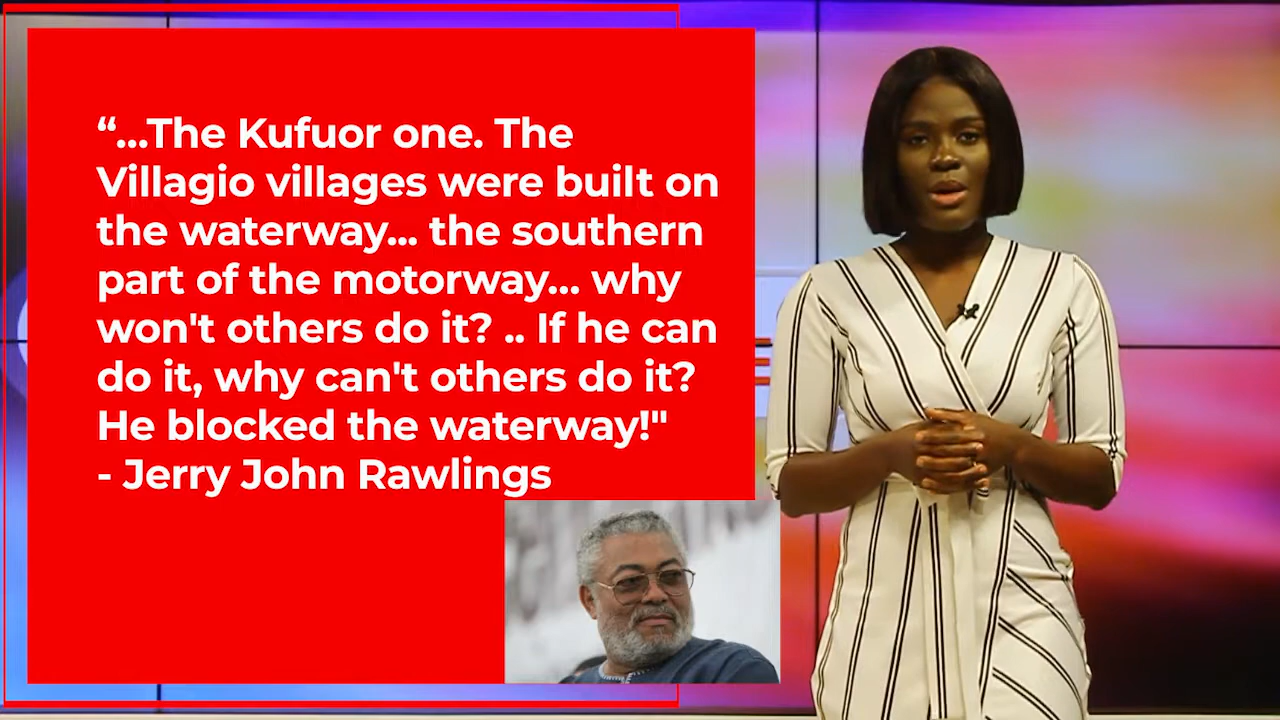 “...The Kufuor one. The
Villagio villages were built on
the waterway... the southern
part of the motorway... why
won't others do it? .. If he can
do it, why can't others do it?
He blocked the waterway!"
- Jerry John Rawlings